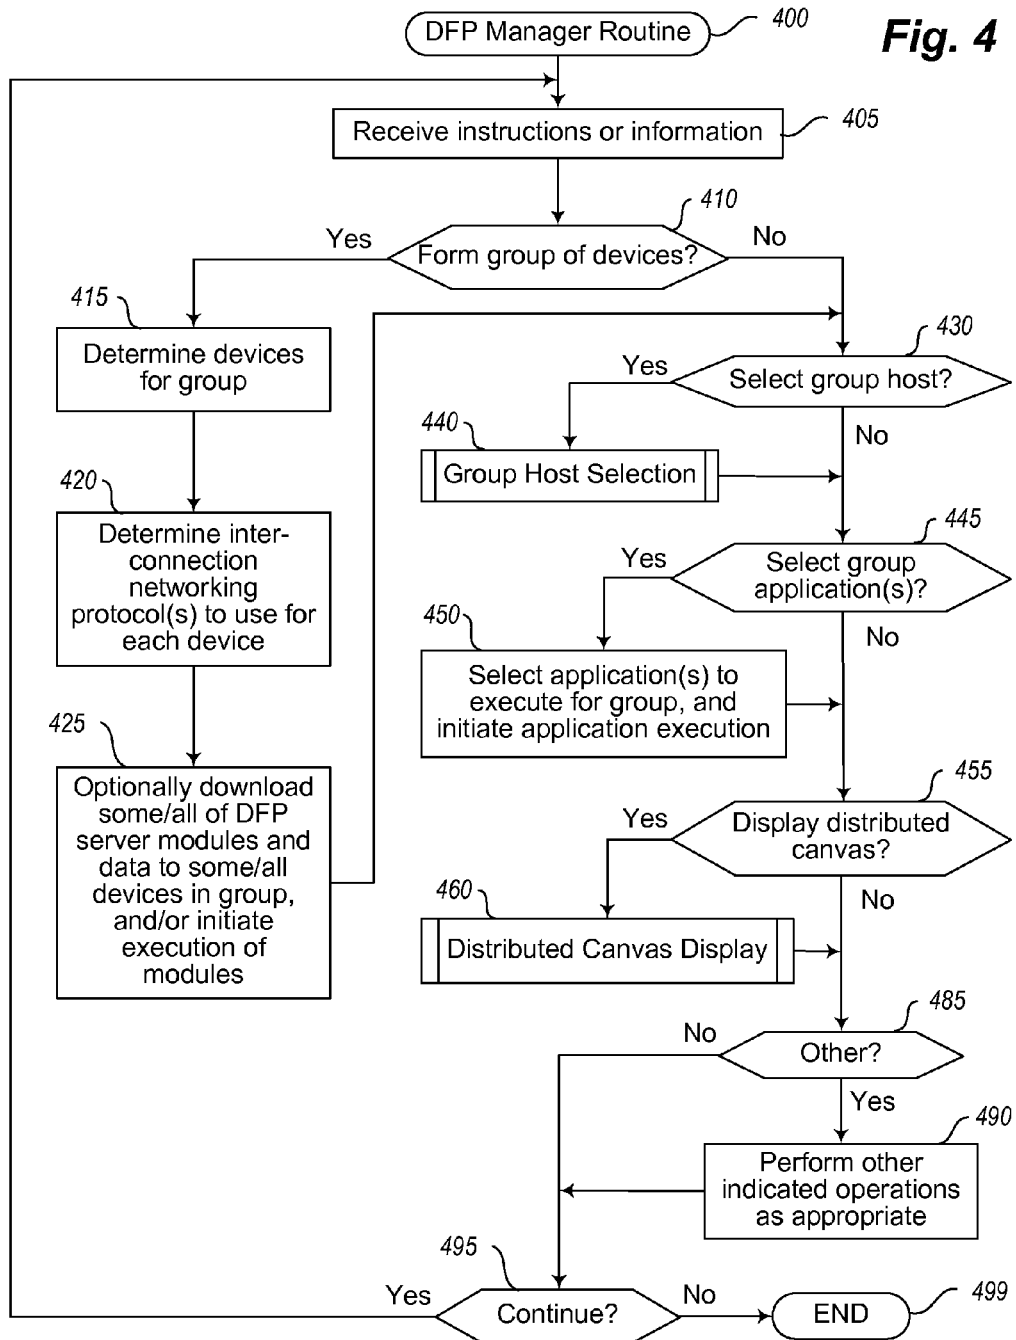 DFP Manager Routine
400
Fig. 4
Receive instructions or information
405
410
Form group of devices?
Yes
No
415
Determine devices
for group
420
Determine inter-
connection
networking
protocol(s) to use for
each device
425
Optionally download
some/all of DFP
server modules and
data to some/all
devices in group,
and/or initiate
execution of
modules
430
Select group host?
Yes
No
440
Group Host Selection
445
Select group
application(s)?
Yes
No
450
Select application(s) to
execute for group, and
initiate application execution
455
Display distributed
canvas?
Yes
No
460
Distributed Canvas Display
485
Other?
No
Yes
490
Perform other
indicated operations
as appropriate
495
Continue?
Yes
No
END
499